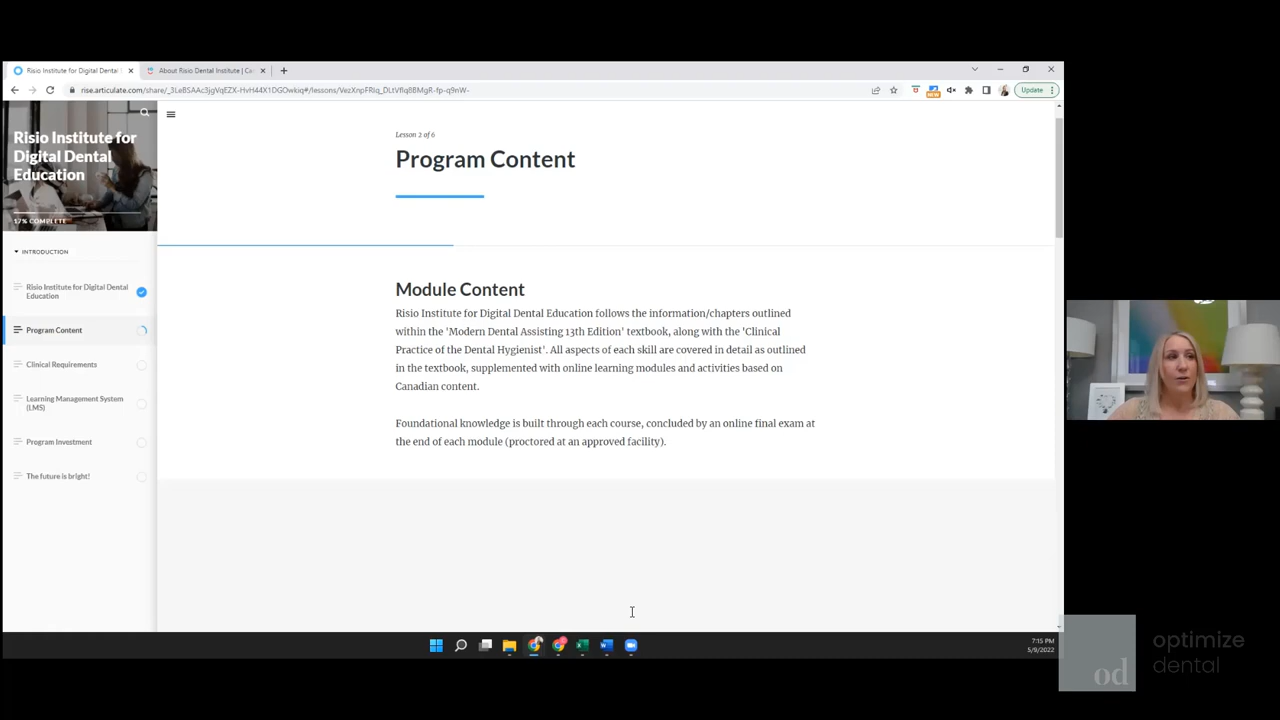 Risio Institute for Digital Dental
About Risio Dental Institute | Ca
Update
NEW
Risio Institute for
Digital Dental
Education
17% COMPLETE
INTRODUCTION
Risio Institute for Digital Dental
Education
Program Content
Clinical Requirements
Learning Management System
(LMS)
Program Investment
The future is bright!
Lesson 2 of 6
Program Content
Module Content
Risio Institute for Digital Dental Education follows the information/chapters outlined
within the 'Modern Dental Assisting 13th Edition' textbook, along with the 'Clinical
Practice of the Dental Hygienist'. All aspects of each skill are covered in detail as outlined
in the textbook, supplemented with online learning modules and activities based on
Canadian content.
Foundational knowledge is built through each course, concluded by an online final exam at
the end of each module (proctored at an approved facility).
7:15 PM
5/9/2022
od
optimize
dental